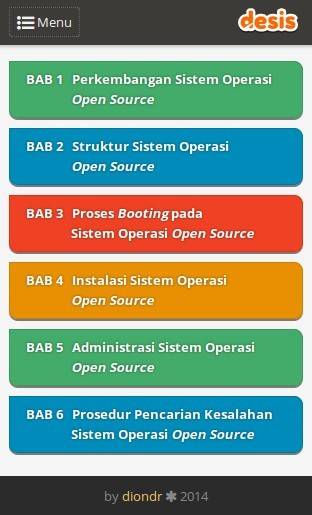 Menu
desis
BAB 1 Perkembangan Sistem Operasi
Open Source
BAB 2 Struktur Sistem Operasi
Open Source
BAB 3 Proses Booting pada
Sistem Operasi Open Source
BAB 4 Instalasi Sistem Operasi
Open Source
BAB 5 Administrasi Sistem Operasi
Open Source
BAB 6 Prosedur Pencarian Kesalahan
Sistem Operasi Open Source
by diondr ✱ 2014